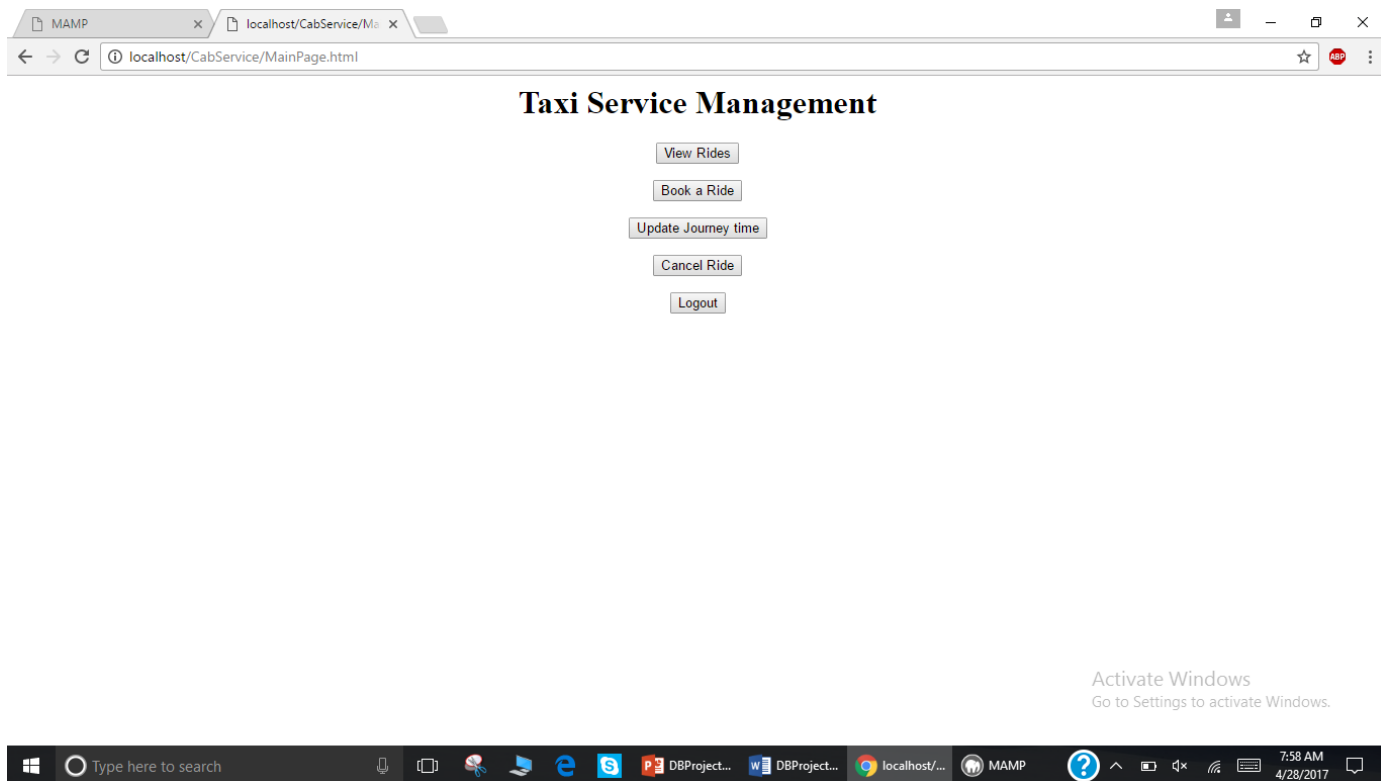 MAMP
localhost/CabService/Ma
localhost/CabService/MainPage.html
ABP
Taxi Service Management
View Rides
Book a Ride
Update Journey time
Cancel Ride
Logout
Activate Windows
Go to Settings to activate Windows.
Type here to search
DBProject...
DBProject...
localhost/...
MAMP
7:58 AM
4/28/2017